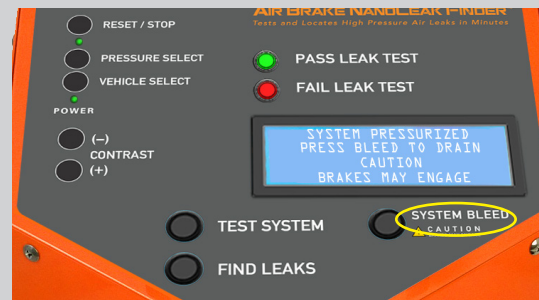 AIR BRAKE NANOLEAK FINDER
Tests and Locates High Pressure Air Leaks in Minutes
RESET / STOP
PRESSURE SELECT
VEHICLE SELECT
POWER
(–)
CONTRAST
(+)
PASS LEAK TEST
FAIL LEAK TEST
SYSTEM PRESSURIZED
PRESS BLEED TO DRAIN
CAUTION
BRAKES MAY ENGAGE
TEST SYSTEM
FIND LEAKS
SYSTEM BLEED
CAUTION